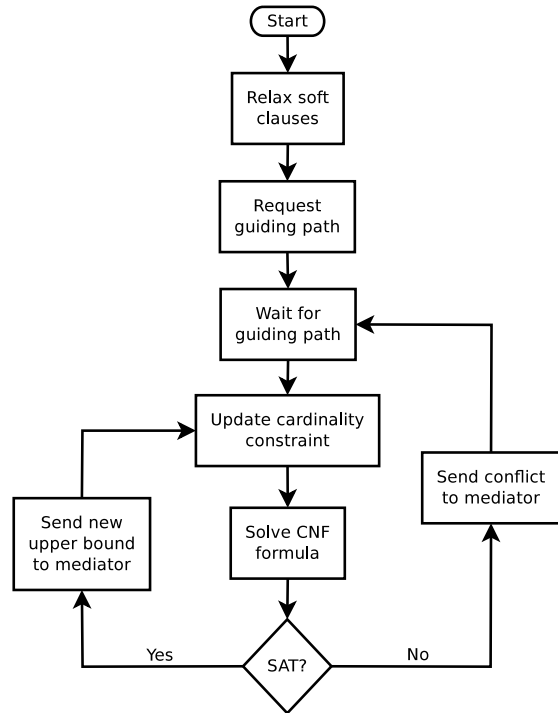 Start
Relax soft
clauses
Request
guiding path
Wait for
guiding path
Update cardinality
constraint
Send conflict
to mediator
Send new
upper bound
to mediator
Solve CNF
formula
Yes
SAT?
No